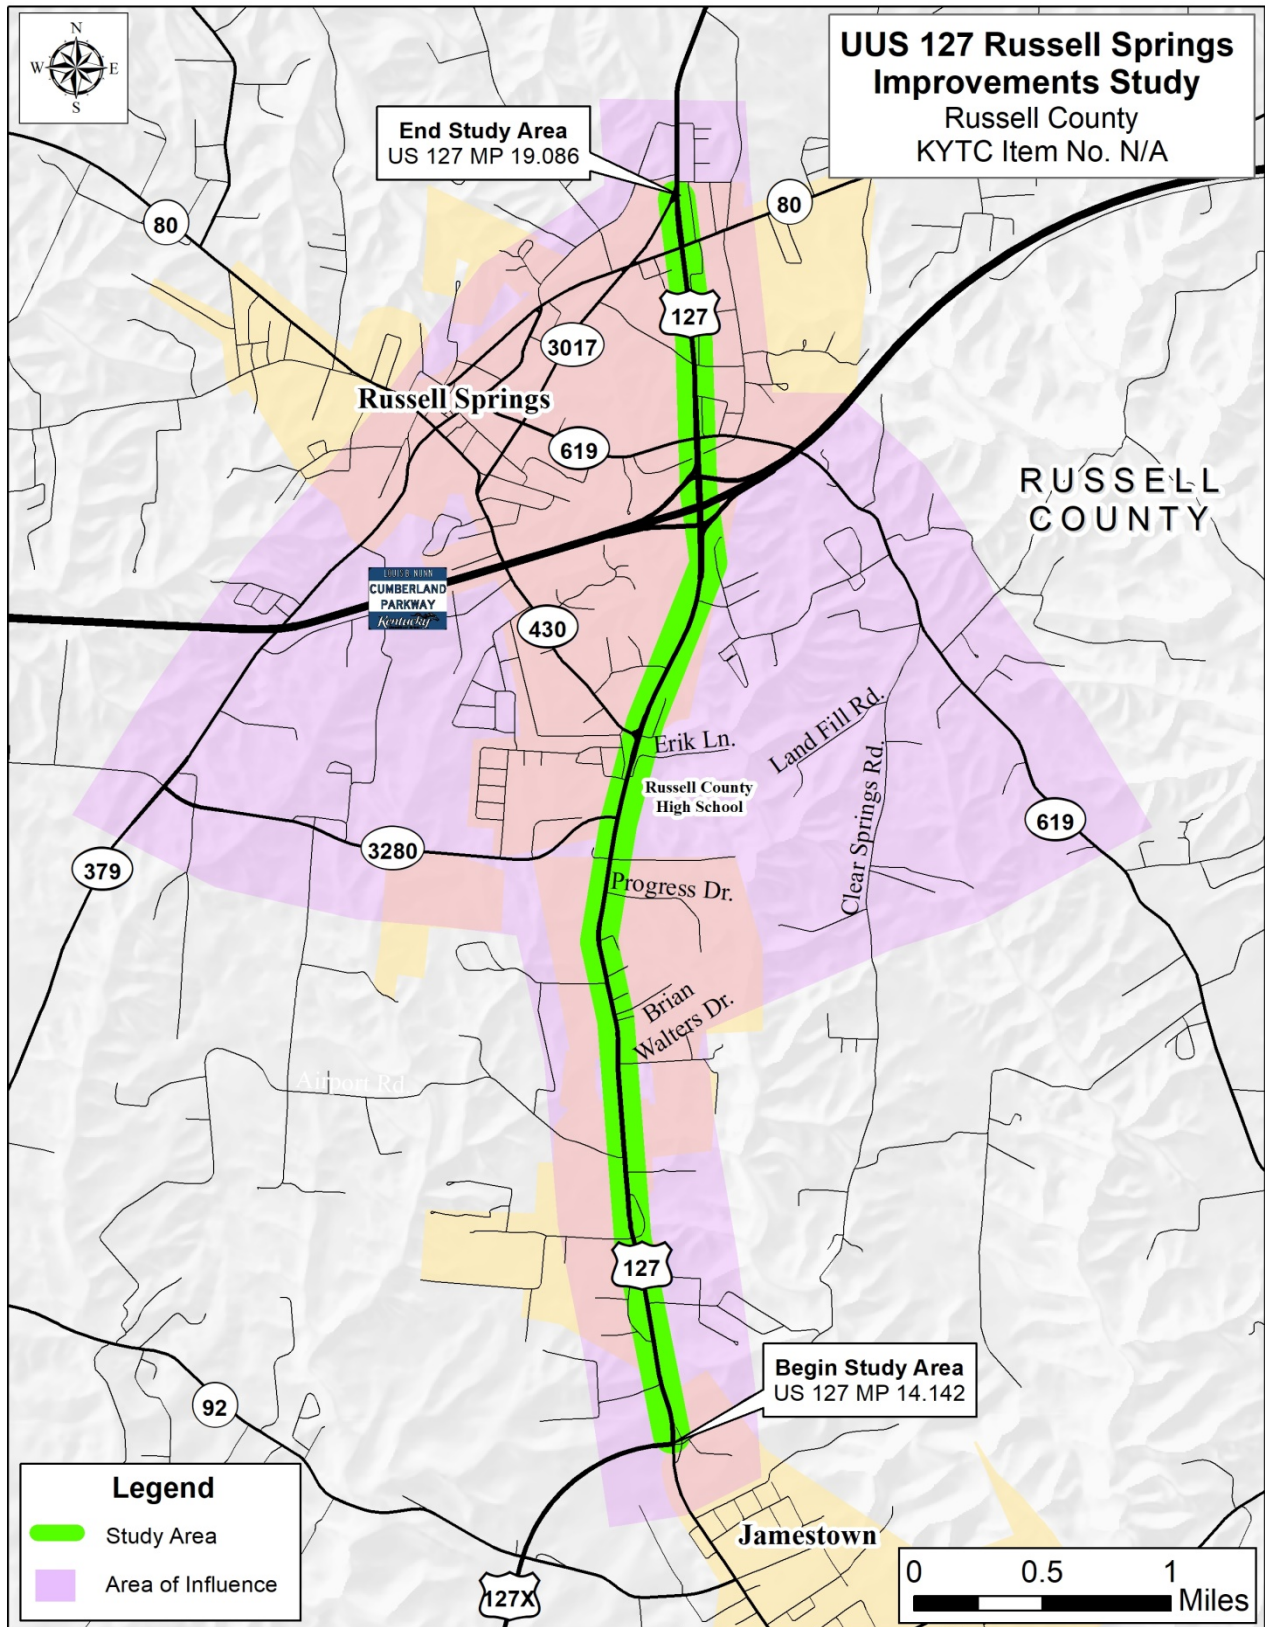 N
W
E
S
UUS 127 Russell Springs
Improvements Study
Russell County
KYTC Item No. N/A
End Study Area
US 127 MP 19.086
80
80
127
3017
Russell Springs
619
RUSSELL
COUNTY
LOUIE B. NUNN
CUMBERLAND
PARKWAY
Kentucky
430
Erik Ln.
Land Fill Rd.
Russell County
High School
Clear Springs Rd.
619
3280
379
Progress Dr.
Brian
Walters Dr.
Airport Rd.
127
Begin Study Area
US 127 MP 14.142
92
Legend
Study Area
Area of Influence
Jamestown
127X
0 0.5 1
Miles